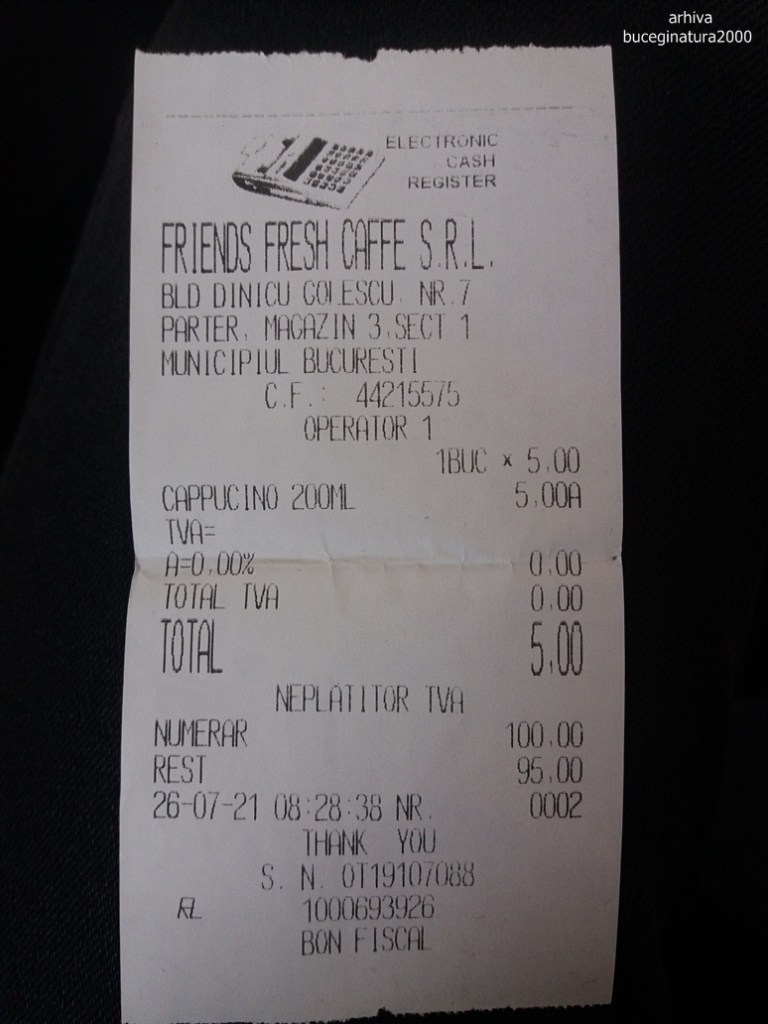 arhiva
buceginatura2000
ELECTRONIC
CASH
REGISTER
FRIENDS FRESH CAFFE S.R.L.
BLD DINICU GOLESCU, NR.7
PARTER, MAGAZIN 3,SECT 1
MUNICIPIUL BUCURESTI
C.F.: 44215575
OPERATOR 1
1BUC × 5,00
CAPPUCINO 200ML 5,00A
TVA=
A=0,00% 0,00
TOTAL TVA 0,00
TOTAL 5,00
NEPLATITOR TVA
NUMERAR 100,00
REST 95,00
26-07-21 08:28:38 NR. 0002
THANK YOU
S. N. 0T19107088
1000693926
BON FISCAL